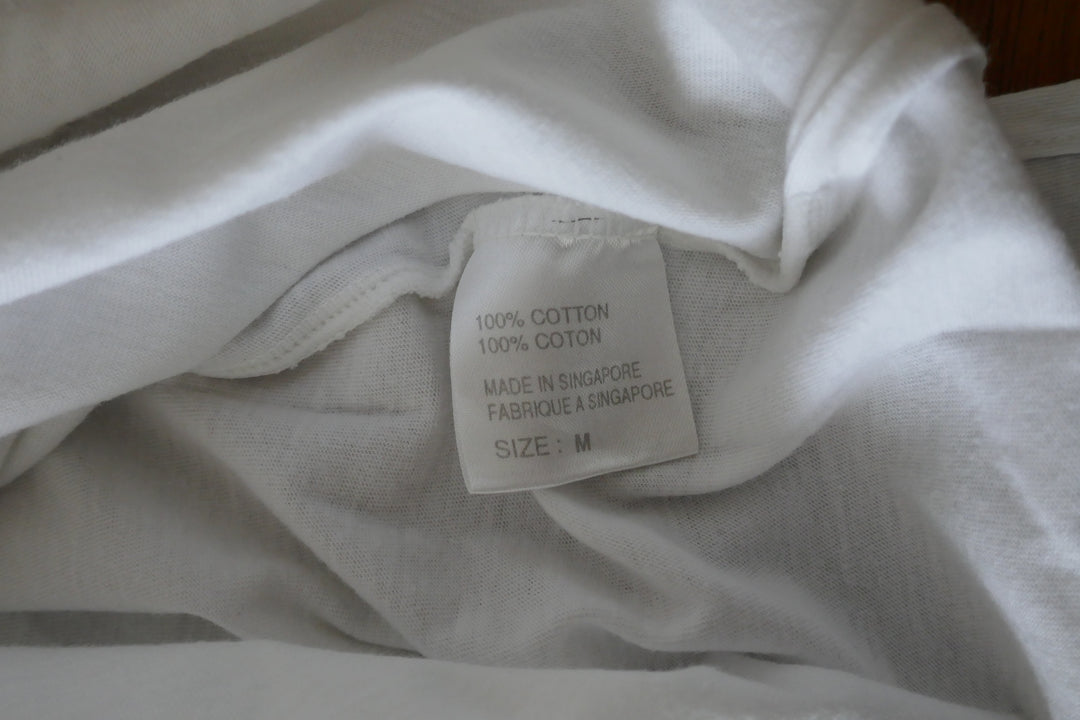 100% COTTON
100% COTON
MADE IN SINGAPORE
FABRIQUE A SINGAPORE
SIZE : M